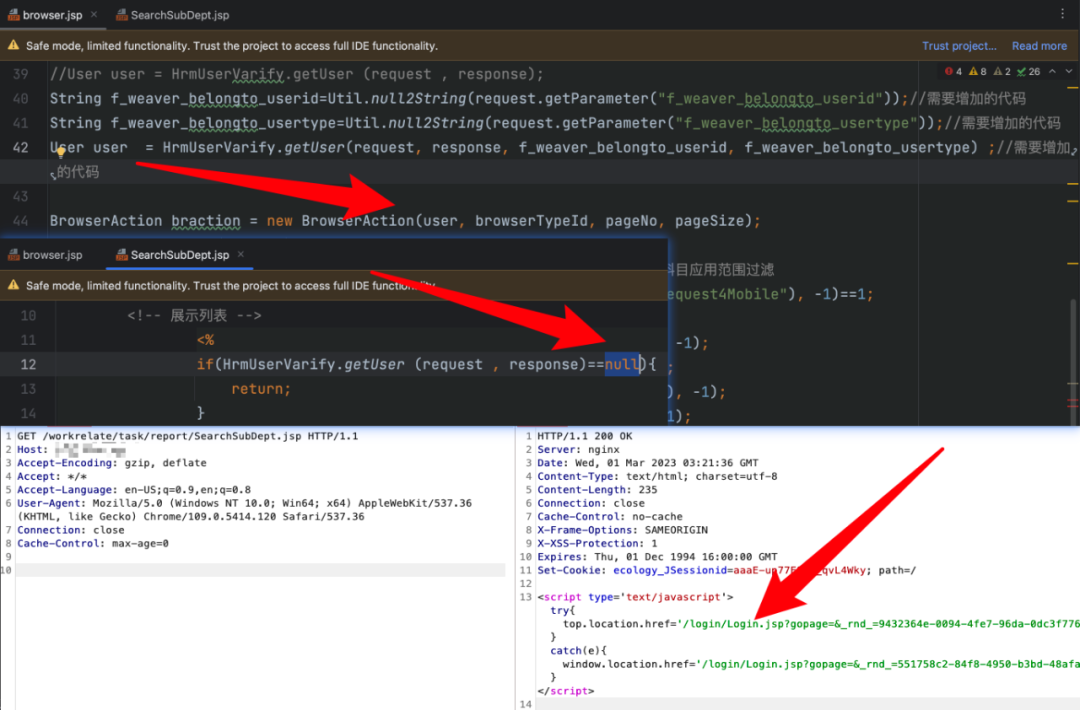 browser.jsp × SearchSubDept.jsp
Safe mode, limited functionality. Trust the project to access full IDE functionality. Trust project... Read more
4 8 2 26
39 //User user = HrmUserVarify.getUser (request , response);
40 String f_weaver_belongto_userid=Util.null2String(request.getParameter("f_weaver_belongto_userid"));//需要增加的代码
41 String f_weaver_belongto_usertype=Util.null2String(request.getParameter("f_weaver_belongto_usertype"));//需要增加的代码
42 User user = HrmUserVarify.getUser(request, response, f_weaver_belongto_userid, f_weaver_belongto_usertype) ;//需要增加
的代码
43
44 BrowserAction braction = new BrowserAction(user, browserTypeId, pageNo, pageSize);
browser.jsp SearchSubDept.jsp ×
科目应用范围过滤
Safe mode, limited functionality. Trust the project to access full IDE functionality.
equest4Mobile"), -1)==1;
10 <!-- 展示列表 -->
11 <%
-1);
12 if(HrmUserVarify.getUser (request , response)==null){
;
13 return;
), -1);
14 }
1);
1 GET /workrelate/task/report/SearchSubDept.jsp HTTP/1.1
2 Host:
3 Accept-Encoding: gzip, deflate
4 Accept: */*
5 Accept-Language: en-US;q=0.9,en;q=0.8
6 User-Agent: Mozilla/5.0 (Windows NT 10.0; Win64; x64) AppleWebKit/537.36
(KHTML, like Gecko) Chrome/109.0.5414.120 Safari/537.36
7 Connection: close
8 Cache-Control: max-age=0
9
10
1 HTTP/1.1 200 OK
2 Server: nginx
3 Date: Wed, 01 Mar 2023 03:21:36 GMT
4 Content-Type: text/html; charset=utf-8
5 Content-Length: 235
6 Connection: close
7 Cache-Control: no-cache
8 X-Frame-Options: SAMEORIGIN
9 X-XSS-Protection: 1
10 Expires: Thu, 01 Dec 1994 16:00:00 GMT
11 Set-Cookie: ecology_JSessionid= path=/
12
13 <script type='text/javascript'>
try{
top.location.href='/login/Login.jsp?gopage=&_rnd_=9432364e-0094-4fe7-96da-0dc3f776
}
catch(e){
window.location.href='/login/Login.jsp?gopage=&_rnd_=551758c2-84f8-4950-b3bd-48afa
}
</script>
14